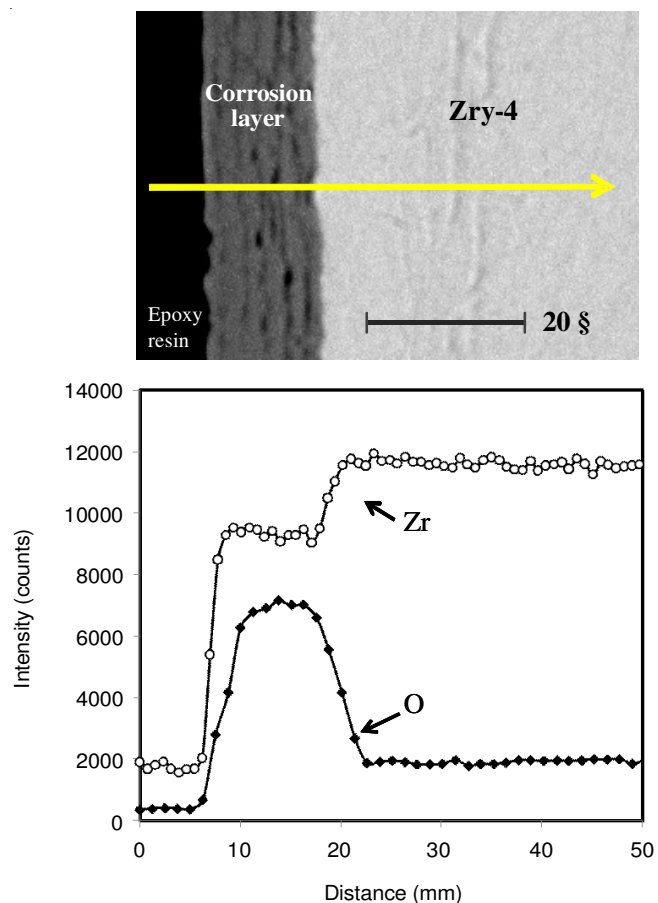 Corrosion
layer
Zry-4
Epoxy
resin
20 §
14000
12000
10000
8000
6000
4000
2000
0
Intensity (counts)
Zr
O
0 10 20 30 40 50
Distance (mm)